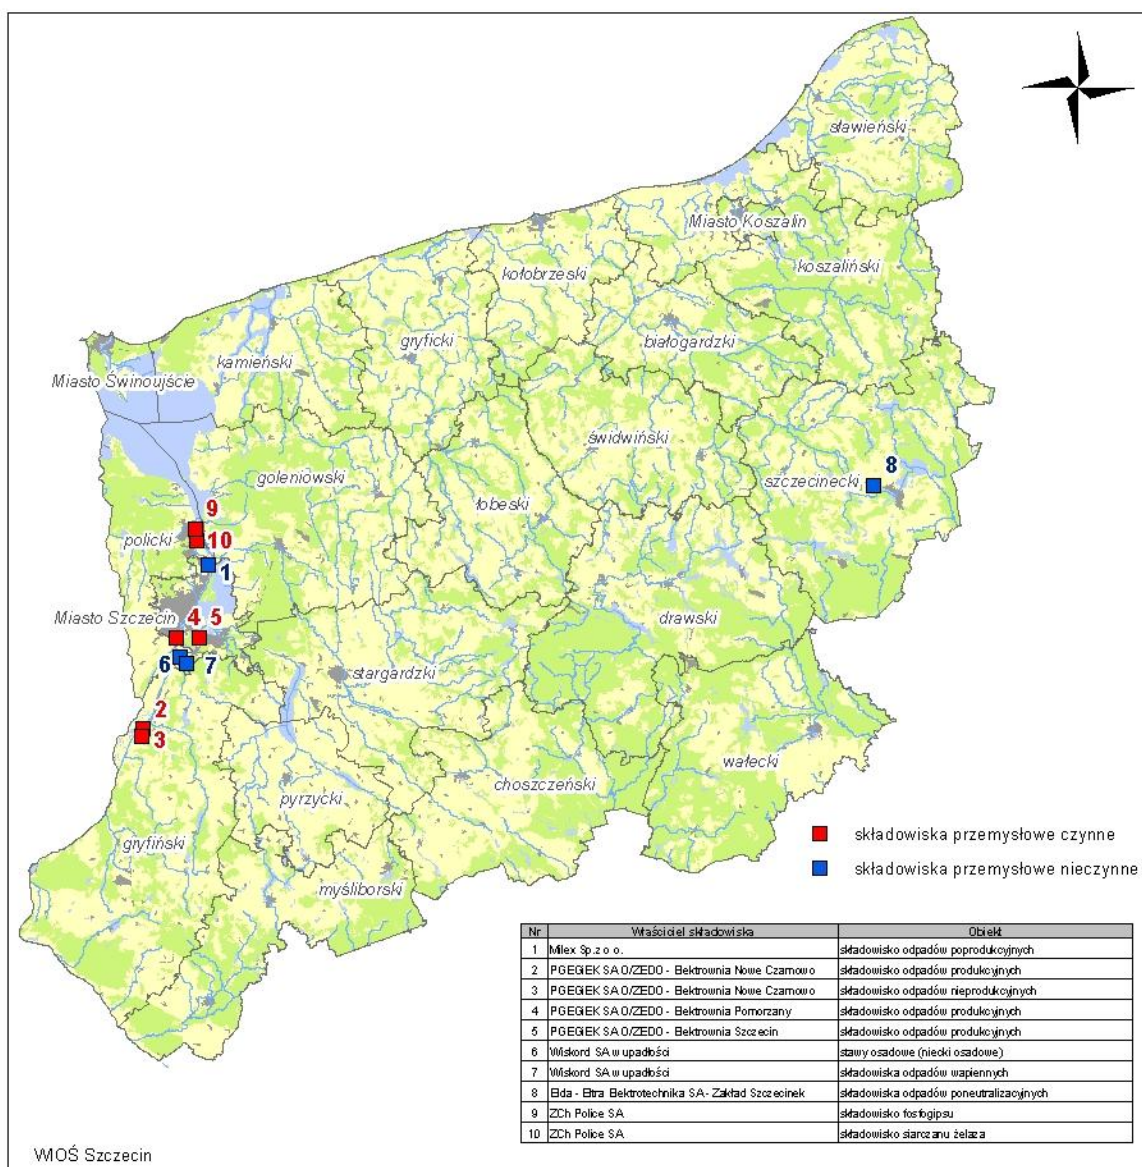 sławieński
Miasto Koszalin
koszaliński
kołobrzeski
białogardzki
gryficki
kamieński
Miasto Świnoujście
świdwiński
goleniowski
szczecinecki
8
łobeski
9
policki
10
1
drawski
Miasto Szczecin
4 5
6
7
stargardzki
2
3
wałecki
choszczeński
pyrzycki
gryfiński
myśliborski
składowiska przemysłowe czynne
składowiska przemysłowe nieczynne
Nr Właściciel składowiska Obiekt
1 Milex Sp.z o o. składowisko odpadów poprodukcyjnych
2 PGEGiEK SA O/ZEDO - Elektrownia Nowe Czarnowo składowisko odpadów produkcyjnych
3 PGEGiEK SA O/ZEDO - Elektrownia Nowe Czarnowo składowisko odpadów nieprodukcyjnych
4 PGEGiEK SA O/ZEDO - Elektrownia Pomorzany składowisko odpadów produkcyjnych
5 PGEGiEK SA O/ZEDO - Elektrownia Szczecin składowisko odpadów produkcyjnych
6 Wiskord SA w upadłości stawy osadowe (niecki osadowe)
7 Wiskord SA w upadłości składowiska odpadów wapiennych
8 Elda - Eltra Elektrotechnika SA- Zakład Szczecinek składowiska odpadów poneutralizacyjnych
9 ZCh Police SA składowisko fosfogipsu
10 ZCh Police SA składowisko siarczanu żelaza
WIOŚ Szczecin